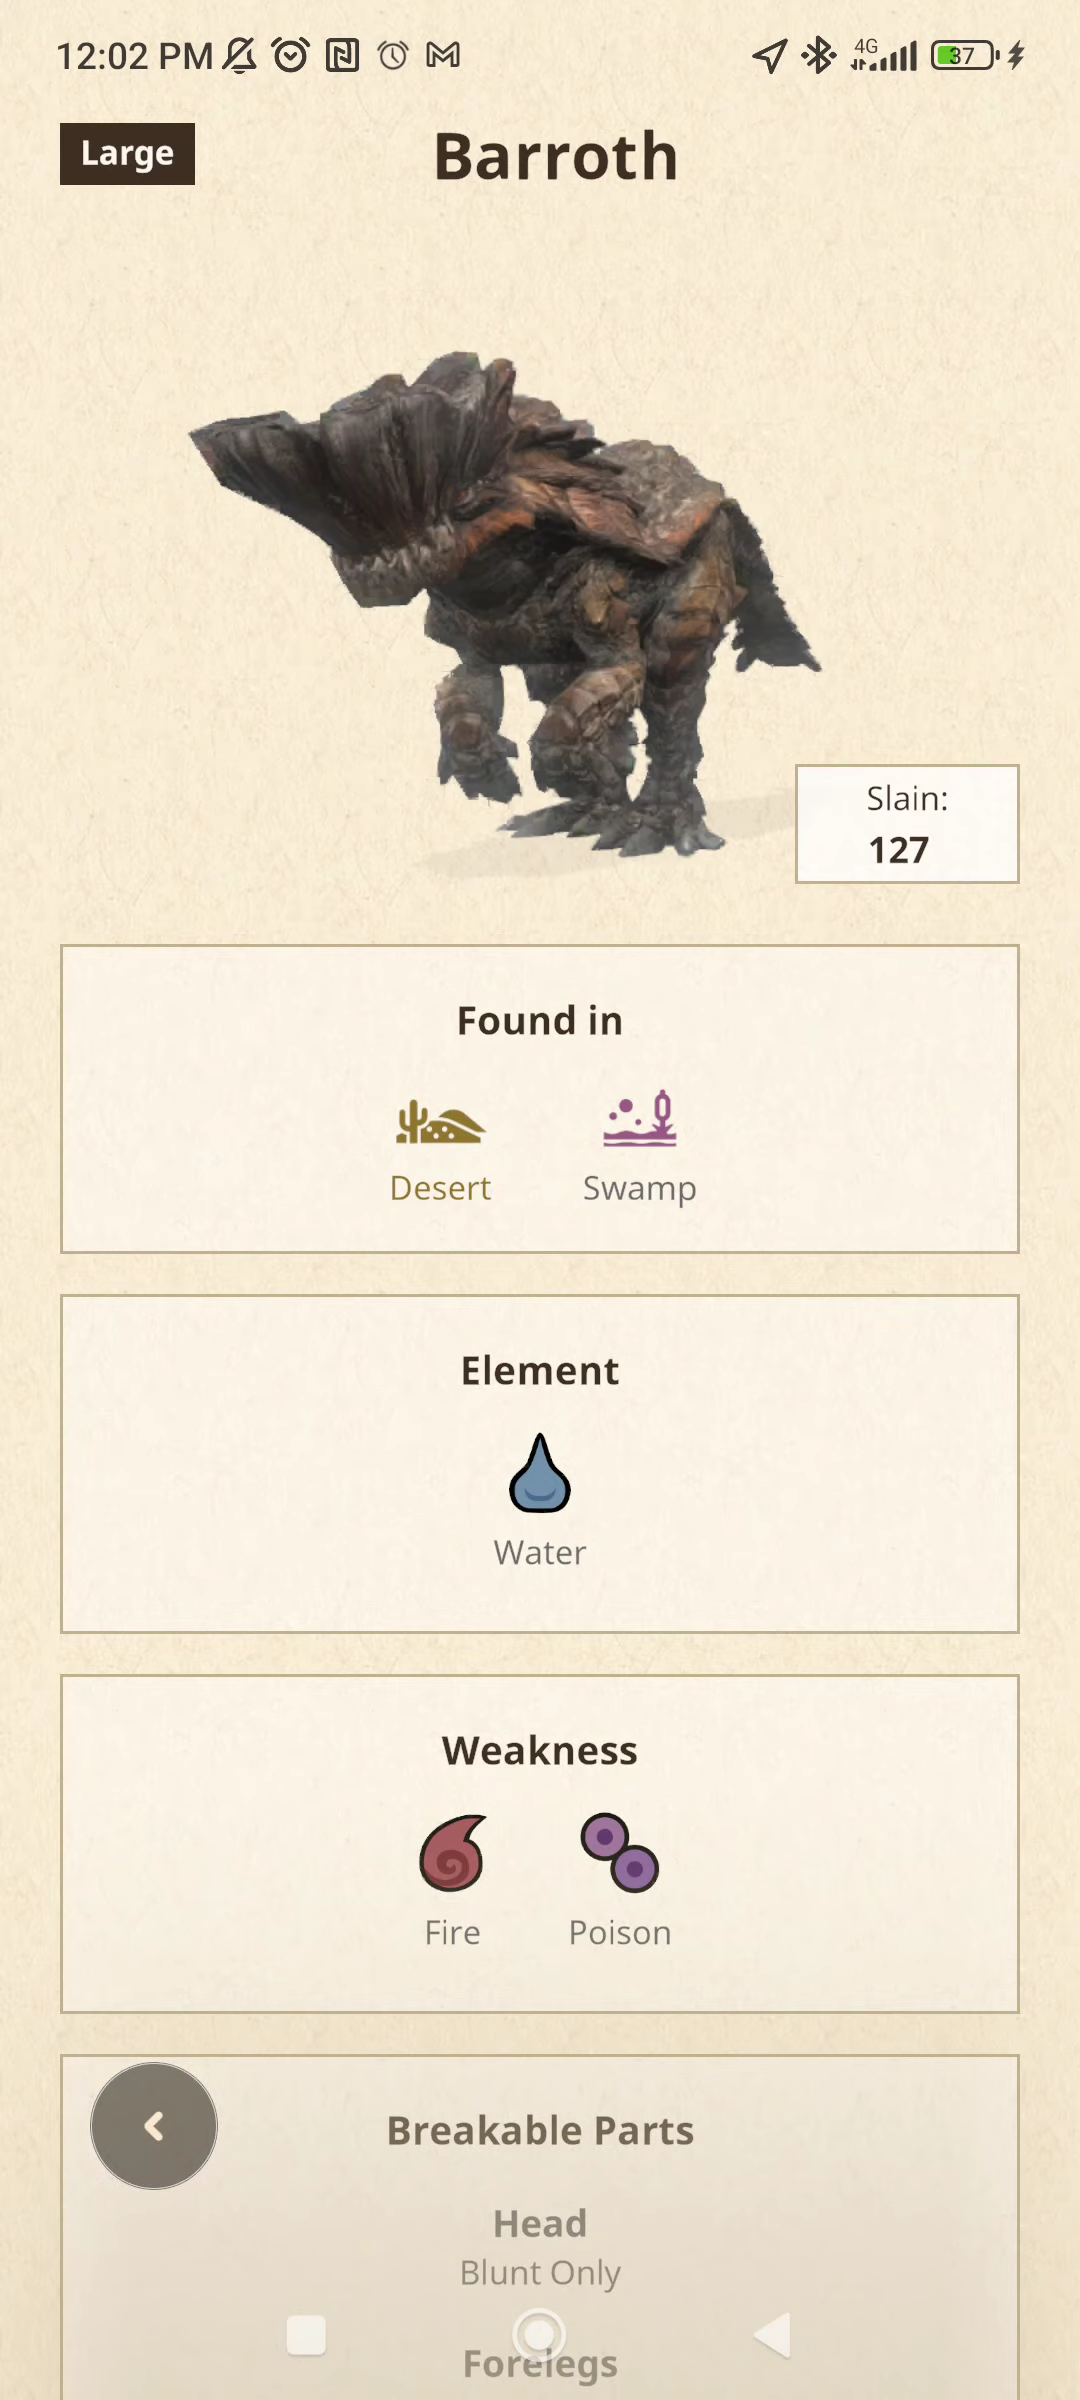 12:02 PM
4G
37
Large
Barroth
Slain:
127
Found in
Desert
Swamp
Element
Water
Weakness
Fire
Poison
Breakable Parts
Head
Blunt Only
Forelegs